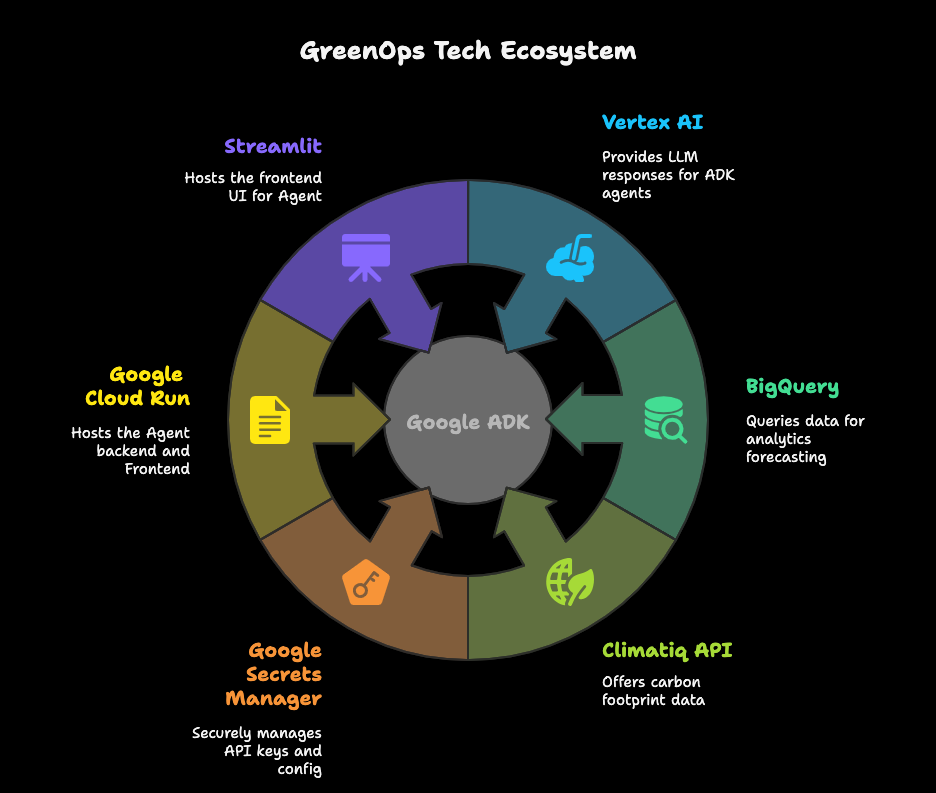 GreenOps Tech Ecosystem
Streamlit
Hosts the frontend
UI for Agent
Vertex AI
Provides LLM
responses for ADK
agents
Google
Cloud Run
Hosts the Agent
backend and
Frontend
Google ADK
BigQuery
Queries data for
analytics
forecasting
Google
Secrets
Manager
Securely manages
API keys and
config
Climatiq API
Offers carbon
footprint data